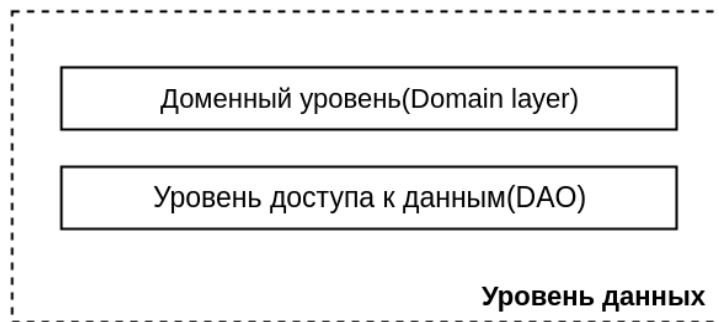 Доменный уровень(Domain layer)
Уровень доступа к данным(DAO)
Уровень данных